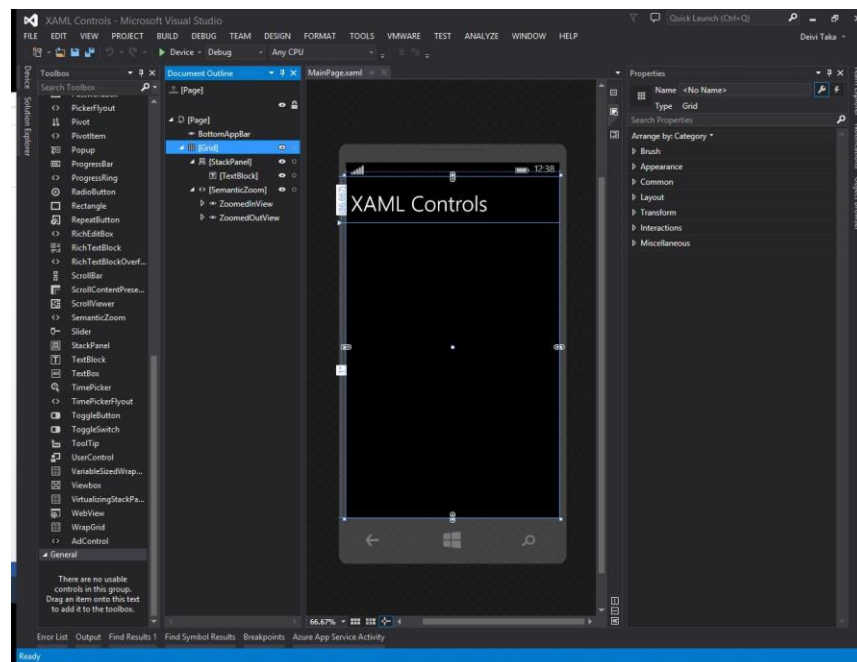 XAML Controls - Microsoft Visual Studio
Quick Launch (Ctrl+Q)
FILE EDIT VIEW PROJECT BUILD DEBUG TEAM DESIGN FORMAT TOOLS VMWARE TEST ANALYZE WINDOW HELP
Deivi Taka
Device - Debug Any CPU
Device
Solution Explorer
Toolbox
Search Toolbox
PickerFlyout
Pivot
PivotItem
Popup
ProgressBar
ProgressRing
RadioButton
Rectangle
RepeatButton
RichEditBox
RichTextBlock
RichTextBlockOverf...
ScrollBar
ScrollContentPrese...
ScrollViewer
SemanticZoom
Slider
StackPanel
TextBlock
TextBox
TimePicker
TimePickerFlyout
ToggleButton
ToggleSwitch
ToolTip
UserControl
VariableSizedWrap...
Viewbox
VirtualizingStackPa...
WebView
WrapGrid
AdControl
General
There are no usable
controls in this group.
Drag an item onto this text
to add it to the toolbox.
Document Outline
[Page]
[Page]
BottomAppBar
[Grid]
[StackPanel]
[TextBlock]
[SemanticZoom]
ZoomedInView
ZoomedOutView
MainPage.xaml
12:38
XAML Controls
66.67%
Properties
Name <No Name>
Type Grid
Search Properties
Arrange by: Category
Brush
Appearance
Common
Layout
Transform
Interactions
Miscellaneous
Error List Output Find Results 1 Find Symbol Results Breakpoints Azure App Service Activity
Ready